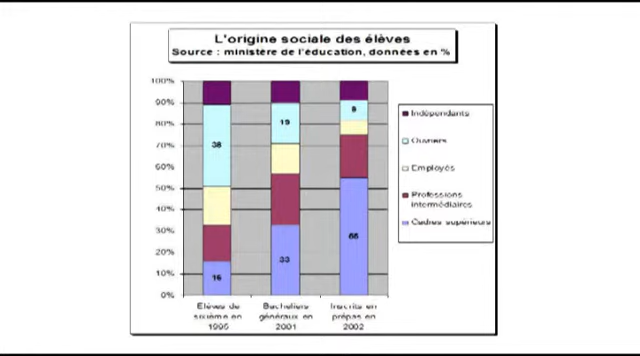 L'origine sociale des élèves
Source : ministère de l'éducation, données en %
100%
90%
80%
70%
60%
50%
40%
30%
20%
10%
0%
38
16
19
33
8
Elèves de
sixième en
1995
Bacheliers
généraux en
2001
Inscrits en
prépas en
2002
Indépendants
Ouvriers
Employés
Professions
intermédiaires
Cadres supérieurs